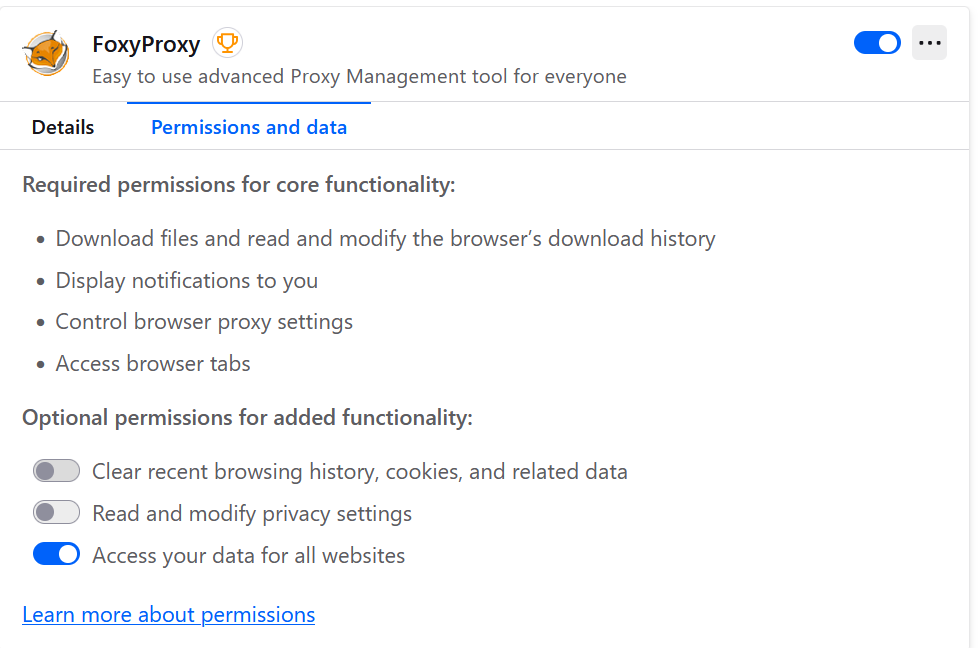 FoxyProxy
Easy to use advanced Proxy Management tool for everyone
Details
Permissions and data
Required permissions for core functionality:
Download files and read and modify the browser’s download history
Display notifications to you
Control browser proxy settings
Access browser tabs
Optional permissions for added functionality:
Clear recent browsing history, cookies, and related data
Read and modify privacy settings
Access your data for all websites
Learn more about permissions